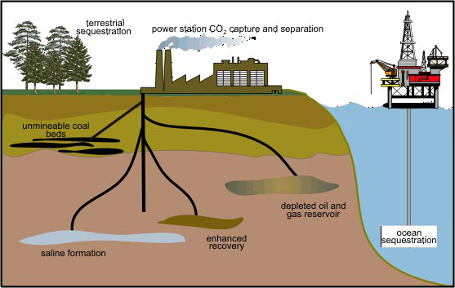 terrestrial
sequestration
power station CO₂ capture and separation
unmineable coal
beds
depleted oil and
gas reservoir
ocean
sequestration
enhanced
recovery
saline formation